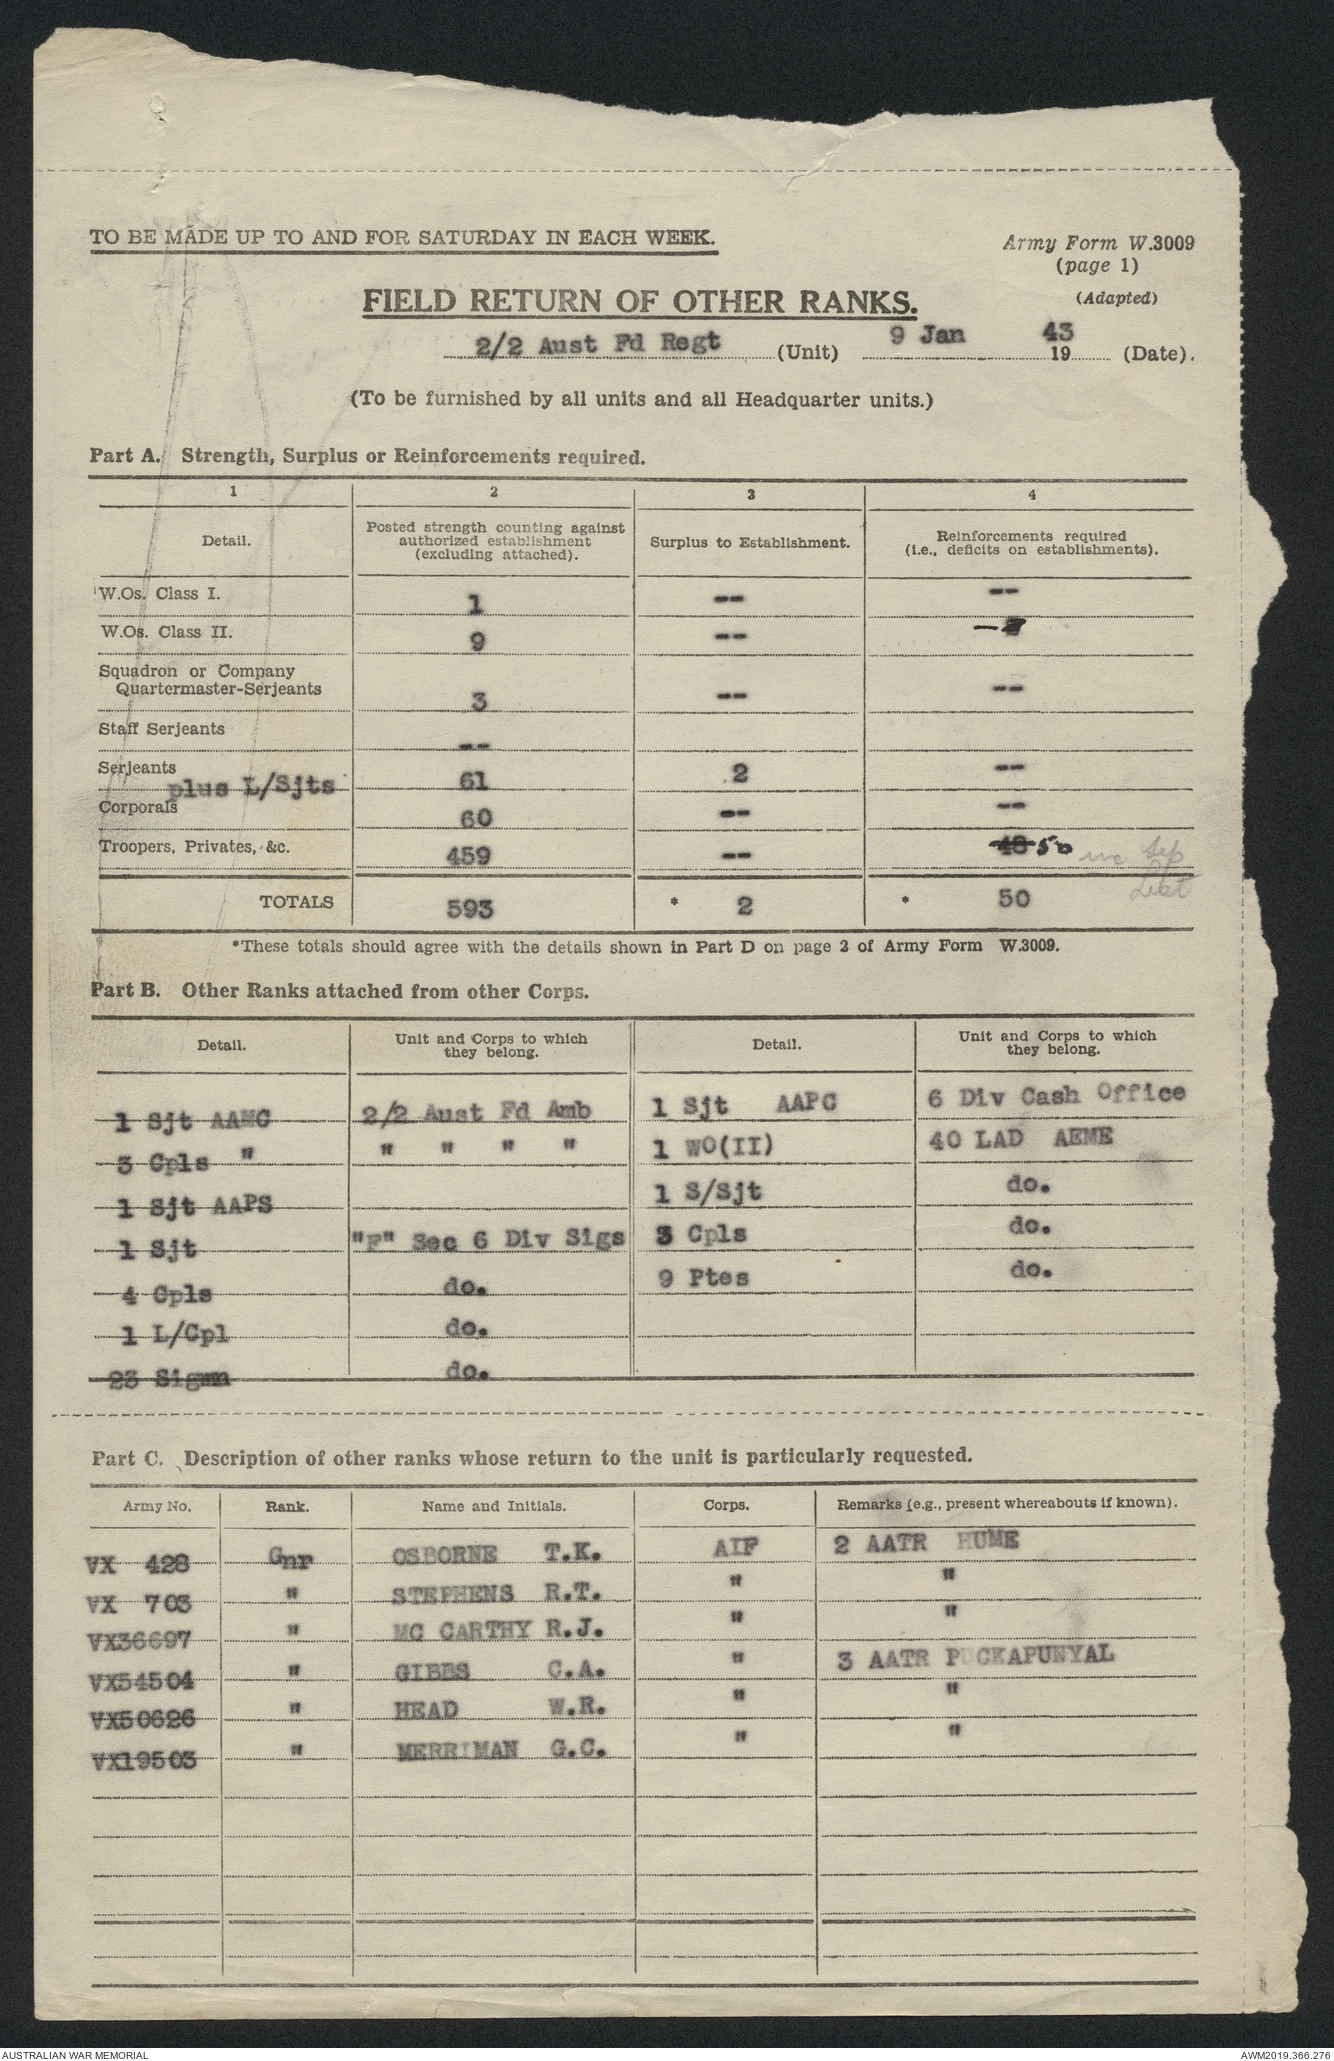 TO BE MADE UP TO AND FOR SATURDAY IN EACH WEEK.
Army Form W.3009
(page 1)
(Adapted)
FIELD RETURN OF OTHER RANKS.
2/2 Aust Fd Regt (Unit) 9 Jan 1943 (Date).
(To be furnished by all units and all Headquarter units.)
Part A. Strength, Surplus or Reinforcements required.
1 2 3 4
Detail. Posted strength counting against authorized establishment (excluding attached). Surplus to Establishment. Reinforcements required (i.e., deficits on establishments).
W.Os. Class I. 1 -- --
W.Os. Class II. 9 -- —
Squadron or Company
Quartermaster-Serjeants 3 -- --
Staff Serjeants --
Serjeants plus L/Sjts 61 2 --
Corporals 60 -- --
Troopers, Privates, &c. 459 -- 48 50
TOTALS 593 * 2 * 50
*These totals should agree with the details shown in Part D on page 2 of Army Form W.3009.
Part B. Other Ranks attached from other Corps.
Detail. Unit and Corps to which they belong. Detail. Unit and Corps to which they belong.
1 Sjt AAMC 2/2 Aust Fd Amb 1 Sjt AAPC 6 Div Cash Office
3 Cpls " " " " " 1 WO(II) 40 LAD AEME
1 Sjt AAPS 1 S/Sjt do.
1 Sjt "F" Sec 6 Div Sigs 3 Cpls do.
4 Cpls do. 9 Ptes do.
1 L/Cpl do.
23 Sigmn do.
Part C. Description of other ranks whose return to the unit is particularly requested.
Army No. Rank. Name and Initials. Corps. Remarks (e.g., present whereabouts if known).
VX 428 Gnr OSBORNE T.K. AIF 2 AATR HUME
VX 703 " STEPHENS R.T. " "
VX36697 " MC CARTHY R.J. " "
VX54504 " GIBBS C.A. " 3 AATR PUCKAPUNYAL
VX50626 " HEAD W.R. " "
VX19503 " MERRIMAN G.C. " "
AUSTRALIAN WAR MEMORIAL
AWM2019.366.276